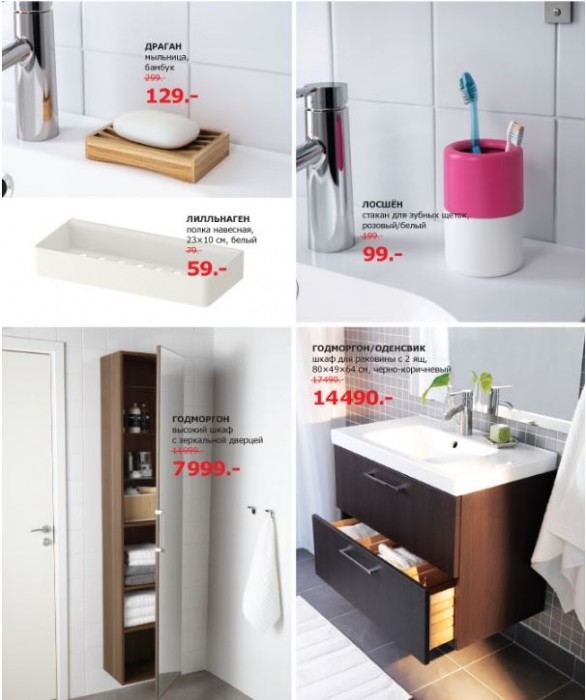 ДРАГАН
мыльница,
бамбук
299.-
129.-
ЛИЛЛЬНАГЕН
полка навесная,
23×10 см, белый
79.-
59.-
ЛОСШЁН
стакан для зубных щеток,
розовый/белый
199.-
99.-
ГОДМОРГОН
высокий шкаф
с зеркальной дверцей
7999.-
ГОДМОРГОН/ОДЕНСВИК
шкаф для раковины с 2 ящ,
80×49×64 см, черно-коричневый
17490.-
14490.-